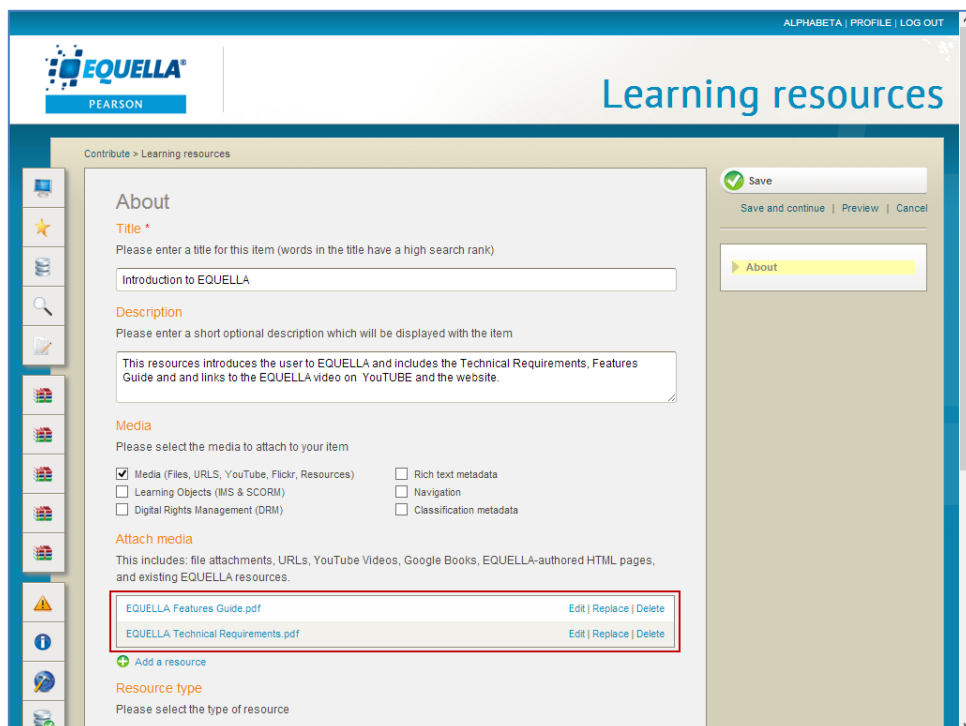 ALPHABETA | PROFILE | LOG OUT
EQUELLA®
PEARSON
Learning resources
Contribute > Learning resources
Save
Save and continue | Preview | Cancel
About
About
Title *
Please enter a title for this item (words in the title have a high search rank)
Introduction to EQUELLA
Description
Please enter a short optional description which will be displayed with the item
This resources introduces the user to EQUELLA and includes the Technical Requirements, Features
Guide and and links to the EQUELLA video on YouTUBE and the website.
Media
Please select the media to attach to your item
Media (Files, URLS, YouTube, Flickr, Resources)
Rich text metadata
Learning Objects (IMS & SCORM)
Navigation
Digital Rights Management (DRM)
Classification metadata
Attach media
This includes: file attachments, URLs, YouTube Videos, Google Books, EQUELLA-authored HTML pages,
and existing EQUELLA resources.
EQUELLA Features Guide.pdf Edit | Replace | Delete
EQUELLA Technical Requirements.pdf Edit | Replace | Delete
Add a resource
Resource type
Please select the type of resource